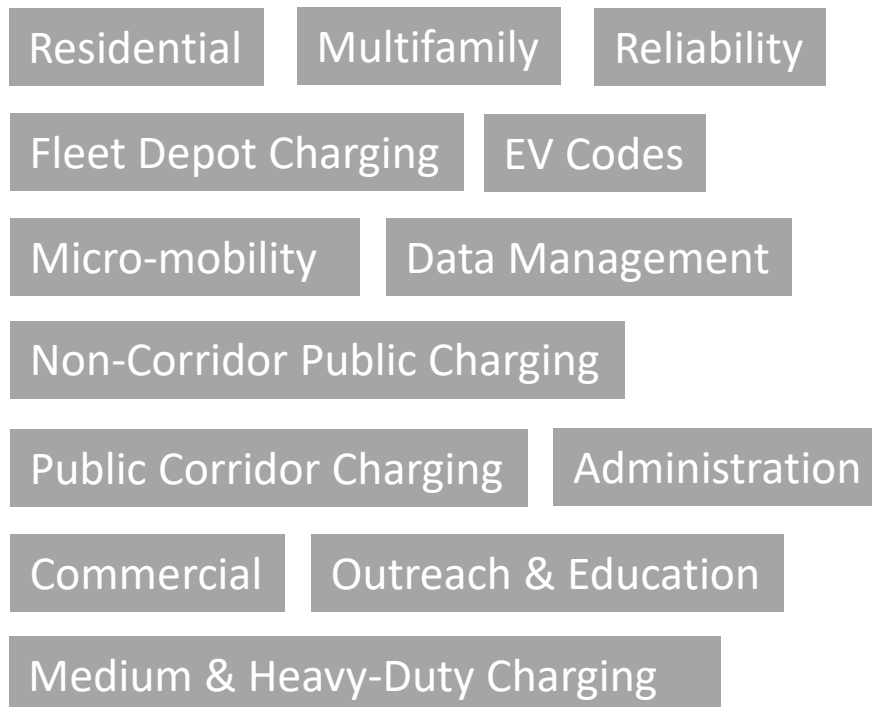 Residential Multifamily Reliability
Fleet Depot Charging EV Codes
Micro-mobility Data Management
Non-Corridor Public Charging
Public Corridor Charging Administration
Commercial Outreach & Education
Medium & Heavy-Duty Charging